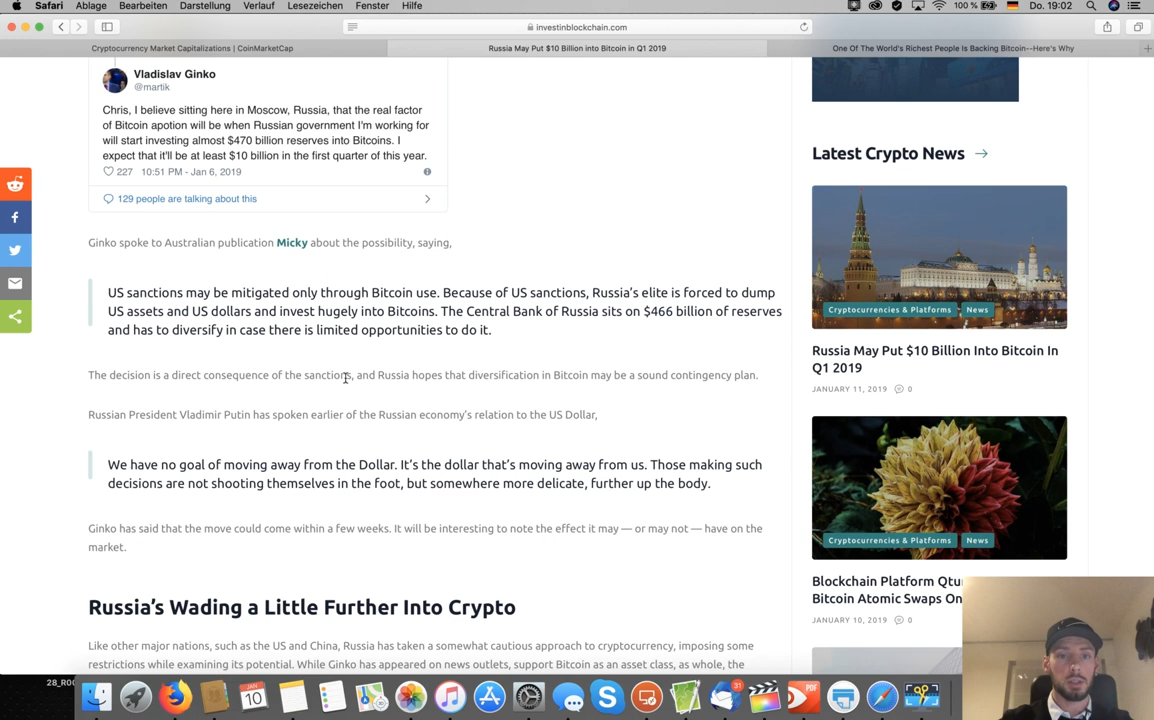 Safari Ablage Bearbeiten Darstellung Verlauf Lesezeichen Fenster Hilfe 100 % Do. 19:02
investinblockchain.com
Cryptocurrency Market Capitalizations | CoinMarketCap
Russia May Put $10 Billion into Bitcoin in Q1 2019
One Of The World's Richest People Is Backing Bitcoin--Here's Why
Vladislav Ginko
@martik
Chris, I believe sitting here in Moscow, Russia, that the real factor
of Bitcoin apotion will be when Russian government I'm working for
will start investing almost $470 billion reserves into Bitcoins. I
expect that it'll be at least $10 billion in the first quarter of this year.
227 10:51 PM - Jan 6, 2019
129 people are talking about this
Ginko spoke to Australian publication Micky about the possibility, saying,
US sanctions may be mitigated only through Bitcoin use. Because of US sanctions, Russia's elite is forced to dump
US assets and US dollars and invest hugely into Bitcoins. The Central Bank of Russia sits on $466 billion of reserves
and has to diversify in case there is limited opportunities to do it.
The decision is a direct consequence of the sanctions, and Russia hopes that diversification in Bitcoin may be a sound contingency plan.
Russian President Vladimir Putin has spoken earlier of the Russian economy's relation to the US Dollar,
We have no goal of moving away from the Dollar. It's the dollar that's moving away from us. Those making such
decisions are not shooting themselves in the foot, but somewhere more delicate, further up the body.
Ginko has said that the move could come within a few weeks. It will be interesting to note the effect it may — or may not — have on the
market.
Russia's Wading a Little Further Into Crypto
Like other major nations, such as the US and China, Russia has taken a somewhat cautious approach to cryptocurrency, imposing some
restrictions while examining its potential. While Ginko has appeared on news outlets, support Bitcoin as an asset class, as whole, the
Latest Crypto News
Cryptocurrencies & Platforms News
Russia May Put $10 Billion Into Bitcoin In
Q1 2019
JANUARY 11, 2019 0
Cryptocurrencies & Platforms News
Blockchain Platform Qtu
Bitcoin Atomic Swaps On
JANUARY 10, 2019 0
28_R0
JAN
10
31
PDF